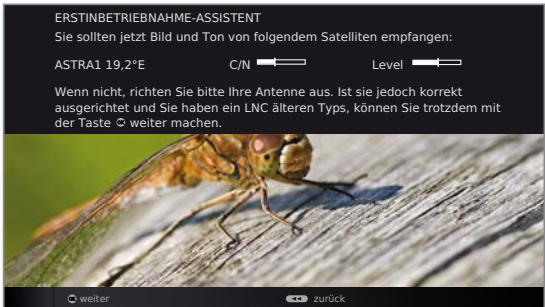 ERSTINBETRIEBNAHME-ASSISTENT
Sie sollten jetzt Bild und Ton von folgendem Satelliten empfangen:
ASTRA1 19,2°E C/N Level
Wenn nicht, richten Sie bitte Ihre Antenne aus. Ist sie jedoch korrekt
ausgerichtet und Sie haben ein LNC älteren Typs, können Sie trotzdem mit
der Taste OK weiter machen.
OK weiter zurück